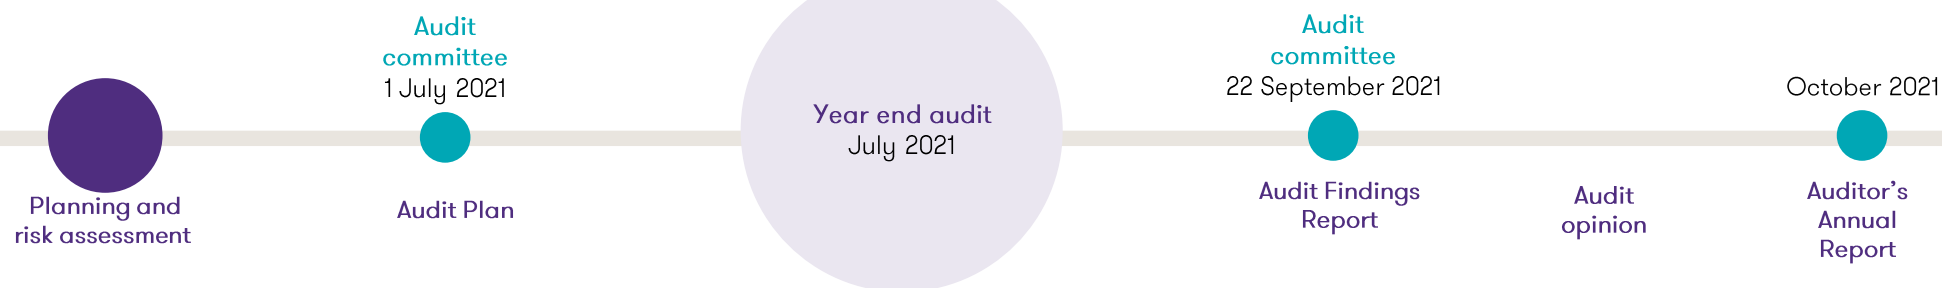 Planning and
risk assessment
Audit
committee
1 July 2021
Audit Plan
Year end audit
July 2021
Audit
committee
22 September 2021
Audit Findings
Report
Audit
opinion
October 2021
Auditor's
Annual
Report